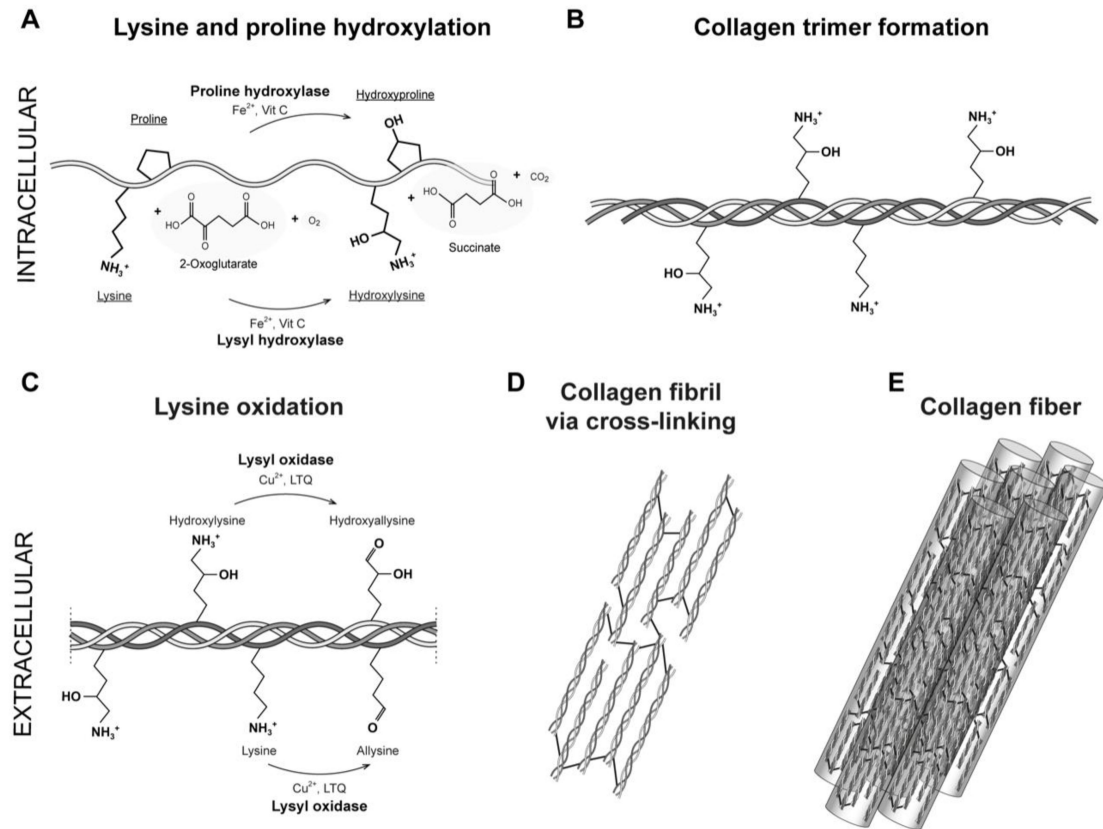 A
Lysine and proline hydroxylation
INTRACELLULAR
Proline hydroxylase
Fe²⁺, Vit C
Proline
Hydroxyproline
OH
+
O
O
HO
OH
O
2-Oxoglutarate
+ O₂
NH₃⁺
Lysine
HO
NH₃⁺
Hydroxylysine
+
O
HO
OH
O
Succinate
+ CO₂
Fe²⁺, Vit C
Lysyl hydroxylase
B
Collagen trimer formation
NH₃⁺
OH
NH₃⁺
OH
HO
NH₃⁺
NH₃⁺
EXTRACELLULAR
C
Lysine oxidation
Lysyl oxidase
Cu²⁺, LTQ
Hydroxylysine
Hydroxyallysine
NH₃⁺
OH
O
OH
HO
NH₃⁺
NH₃⁺
O
Lysine
Allysine
Cu²⁺, LTQ
Lysyl oxidase
D
Collagen fibril
via cross-linking
E
Collagen fiber